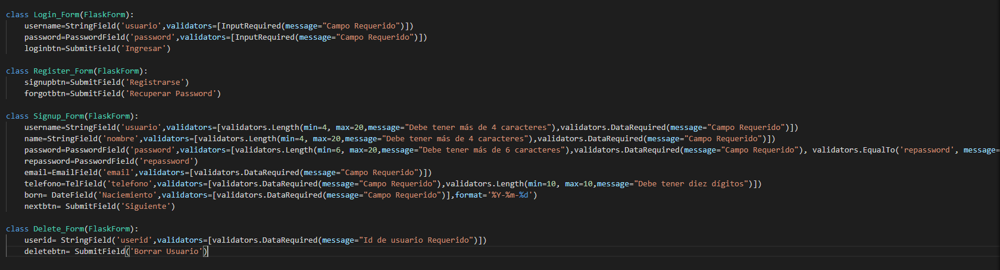 class Login_Form(FlaskForm):
    username=StringField('usuario',validators=[InputRequired(message="Campo Requerido")])
    password=PasswordField('password',validators=[InputRequired(message="Campo Requerido")])
    loginbtn=SubmitField('Ingresar')
class Register_Form(FlaskForm):
    signupbtn=SubmitField('Registrarse')
    forgotbtn=SubmitField('Recuperar Password')
class Signup_Form(FlaskForm):
    username=StringField('usuario',validators=[validators.Length(min=4, max=20,message="Debe tener más de 4 caracteres"),validators.DataRequired(message="Campo Requerido")])
    name=StringField('nombre',validators=[validators.Length(min=4, max=20,message="Debe tener más de 4 caracteres"),validators.DataRequired(message="Campo Requerido")])
    password=PasswordField('password',validators=[validators.Length(min=6, max=20,message="Debe tener más de 6 caracteres"),validators.DataRequired(message="Campo Requerido"), validators.EqualTo('repassword', message=
    repassword=PasswordField('repassword')
    email=EmailField('email',validators=[validators.DataRequired(message="Campo Requerido")])
    telefono=TelField('telefono',validators=[validators.DataRequired(message="Campo Requerido"),validators.Length(min=10, max=10,message="Debe tener diez dígitos")])
    born= DateField('Naciemiento',validators=[validators.DataRequired(message="Campo Requerido")],format='%Y-%m-%d')
    nextbtn= SubmitField('Siguiente')
class Delete_Form(FlaskForm):
    userid= StringField('userid',validators=[validators.DataRequired(message="Id de usuario Requerido")])
    deletebtn= SubmitField('Borrar Usuario')